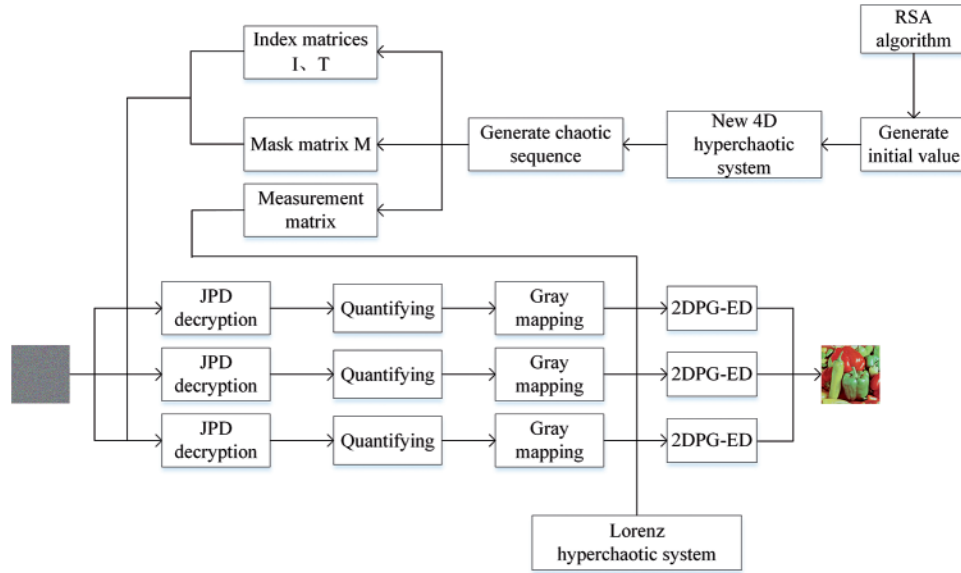 RSA
algorithm
Index matrices
I、T
Mask matrix M
Generate chaotic
sequence
New 4D
hyperchaotic
system
Generate
initial value
Measurement
matrix
JPD
decryption
Quantifying
Gray
mapping
2DPG-ED
JPD
decryption
Quantifying
Gray
mapping
2DPG-ED
JPD
decryption
Quantifying
Gray
mapping
2DPG-ED
Lorenz
hyperchaotic system